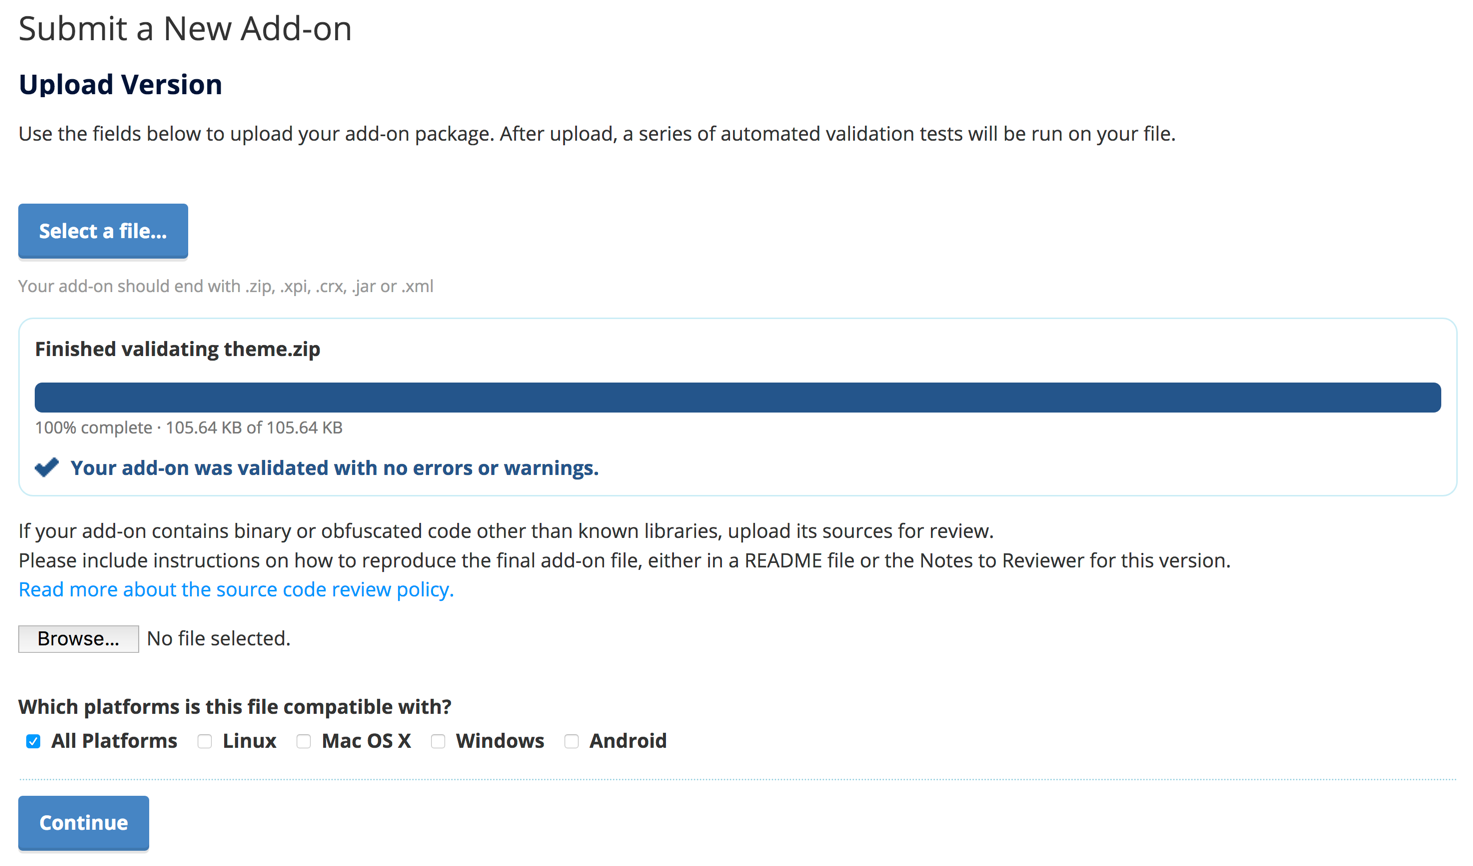 Submit a New Add-on
Upload Version
Use the fields below to upload your add-on package. After upload, a series of automated validation tests will be run on your file.
Select a file...
Your add-on should end with .zip, .xpi, .crx, .jar or .xml
Finished validating theme.zip
100% complete · 105.64 KB of 105.64 KB
Your add-on was validated with no errors or warnings.
If your add-on contains binary or obfuscated code other than known libraries, upload its sources for review.
Please include instructions on how to reproduce the final add-on file, either in a README file or the Notes to Reviewer for this version.
Read more about the source code review policy.
Browse... No file selected.
Which platforms is this file compatible with?
All Platforms Linux Mac OS X Windows Android
Continue